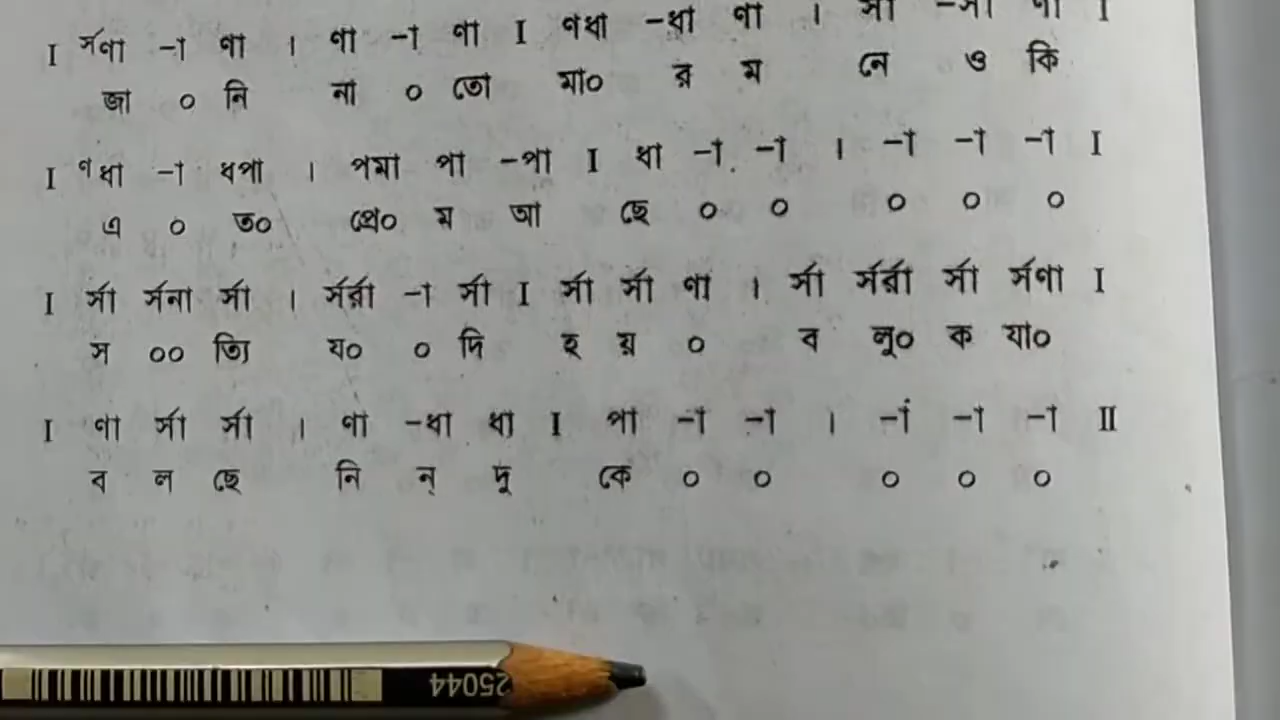 I র্সণা -া ণা । ণা -া ণা I ণধা -ধা ণা । র্সা -র্সা ণা I
জা ০ নি না ০ তো মা০ র ম নে ও কি
I ণধা -া ধপা । পমা পা -পা I ধা -া -া । -া -া -া I
এ ০ ত০ প্রে০ ম আ ছে ০ ০ ০ ০ ০
I র্সা র্সনা র্সা । র্সর্রা -া র্সা I র্সা র্সা ণা । র্সা র্সর্রা র্সা র্সণা I
স ০০ ত্যি য০ ০ দি হ য় ০ ব লু০ ক যা০
I ণা র্সা র্সা । ণা -ধা ধা I পা -া -া । -াং -া -া II
ব ল ছে নি ন্ দু কে ০ ০ ০ ০ ০
25044